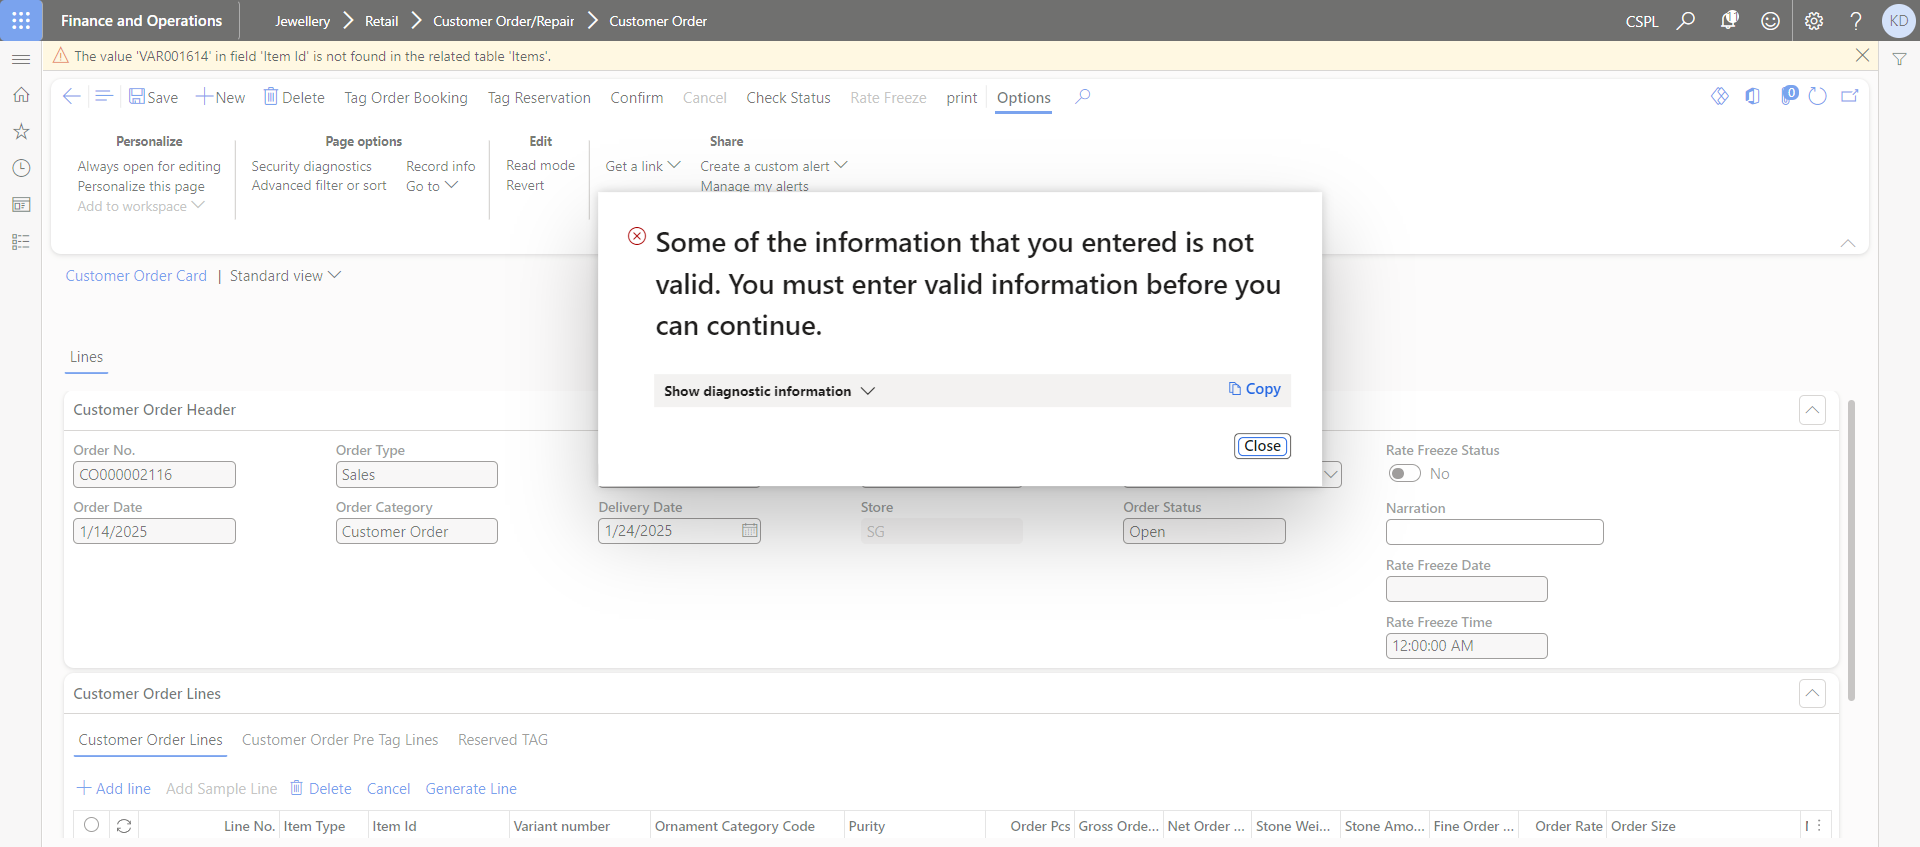 Finance and Operations
Jewellery
Retail
Customer Order/Repair
Customer Order
CSPL
11
KD
The value 'VAR001614' in field 'Item Id' is not found in the related table 'Items'.
Save
New
Delete
Tag Order Booking
Tag Reservation
Confirm
Cancel
Check Status
Rate Freeze
print
Options
0
Personalize
Always open for editing
Personalize this page
Add to workspace
Page options
Security diagnostics
Advanced filter or sort
Record info
Go to
Edit
Read mode
Revert
Share
Get a link
Create a custom alert
Manage my alerts
Some of the information that you entered is not
valid. You must enter valid information before you
can continue.
Show diagnostic information
Copy
Close
Customer Order Card | Standard view
Lines
Customer Order Header
Order No.
CO000002116
Order Type
Sales
Rate Freeze Status
No
Order Date
1/14/2025
Order Category
Customer Order
Delivery Date
1/24/2025
Store
SG
Order Status
Open
Narration
Rate Freeze Date
Rate Freeze Time
12:00:00 AM
Customer Order Lines
Customer Order Lines
Customer Order Pre Tag Lines
Reserved TAG
Add line
Add Sample Line
Delete
Cancel
Generate Line
Line No.
Item Type
Item Id
Variant number
Ornament Category Code
Purity
Order Pcs
Gross Orde...
Net Order ...
Stone Wei...
Stone Amo...
Fine Order ...
Order Rate
Order Size